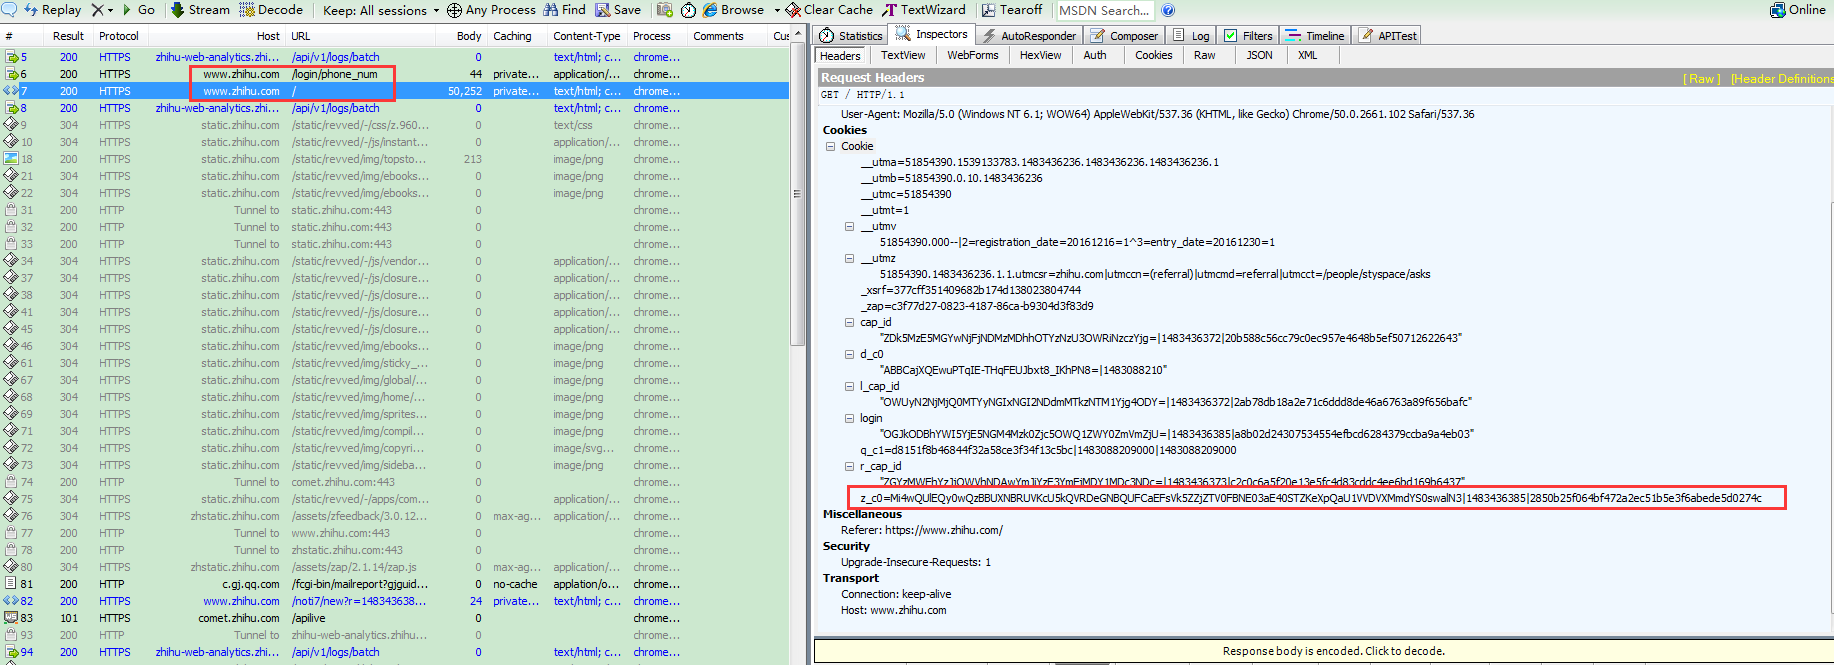 Replay X Go Stream Decode Keep: All sessions Any Process Find Save Browse Clear Cache TextWizard Tearoff MSDN Search... Online
# Result Protocol Host URL Body Caching Content-Type Process Comments Cus
5 200 HTTPS zhihu-web-analytics.zhi... /api/v1/logs/batch 0 text/html; c... chrome...
6 200 HTTPS www.zhihu.com /login/phone_num 44 private... application/... chrome...
7 200 HTTPS www.zhihu.com / 50,252 private... text/html; c... chrome...
8 200 HTTPS zhihu-web-analytics.zhi... /api/v1/logs/batch 0 text/html; c... chrome...
9 304 HTTPS static.zhihu.com /static/revved/-/css/z.960... 0 text/css chrome...
10 304 HTTPS static.zhihu.com /static/revved/-/js/instant... 0 application/... chrome...
18 200 HTTPS static.zhihu.com /static/revved/img/topsto... 213 image/png chrome...
21 304 HTTPS static.zhihu.com /static/revved/img/ebooks... 0 image/png chrome...
22 304 HTTPS static.zhihu.com /static/revved/img/ebooks... 0 image/png chrome...
31 200 HTTP Tunnel to static.zhihu.com:443 0 chrome...
32 200 HTTP Tunnel to static.zhihu.com:443 0 chrome...
33 200 HTTP Tunnel to static.zhihu.com:443 0 chrome...
34 304 HTTPS static.zhihu.com /static/revved/-/js/vendor... 0 application/... chrome...
37 304 HTTPS static.zhihu.com /static/revved/-/js/closure... 0 application/... chrome...
38 304 HTTPS static.zhihu.com /static/revved/-/js/closure... 0 application/... chrome...
41 304 HTTPS static.zhihu.com /static/revved/-/js/closure... 0 application/... chrome...
45 304 HTTPS static.zhihu.com /static/revved/-/js/closure... 0 application/... chrome...
46 304 HTTPS static.zhihu.com /static/revved/img/ebooks... 0 image/png chrome...
61 304 HTTPS static.zhihu.com /static/revved/img/sticky_... 0 image/png chrome...
67 304 HTTPS static.zhihu.com /static/revved/img/global/... 0 image/png chrome...
68 304 HTTPS static.zhihu.com /static/revved/img/home/... 0 image/png chrome...
69 304 HTTPS static.zhihu.com /static/revved/img/sprites... 0 image/png chrome...
71 304 HTTPS static.zhihu.com /static/revved/img/compil... 0 image/png chrome...
72 304 HTTPS static.zhihu.com /static/revved/img/copyri... 0 image/svg... chrome...
73 304 HTTPS static.zhihu.com /static/revved/img/sideba... 0 image/png chrome...
74 200 HTTP Tunnel to comet.zhihu.com:443 0 chrome...
75 304 HTTPS static.zhihu.com /static/revved/-/apps/com... 0 application/... chrome...
76 304 HTTPS zhstatic.zhihu.com /assets/zfeedback/3.0.12... 0 max-ag... application/... chrome...
77 200 HTTP Tunnel to www.zhihu.com:443 0 chrome...
78 200 HTTP Tunnel to zhstatic.zhihu.com:443 0 chrome...
80 304 HTTPS zhstatic.zhihu.com /assets/zap/2.1.14/zap.js 0 max-ag... application/... chrome...
81 200 HTTP c.gj.qq.com /fcgi-bin/mailreport?gjguid... 0 no-cache applation/o... chrome...
82 200 HTTPS www.zhihu.com /noti7/new?r=148343638... 24 private... text/html; c... chrome...
83 101 HTTPS comet.zhihu.com /apilive 0 chrome...
93 200 HTTP Tunnel to zhihu-web-analytics.zhihu... 0 chrome...
94 200 HTTPS zhihu-web-analytics.zhi... /api/v1/logs/batch 0 text/html; c... chrome...
Statistics Inspectors AutoResponder Composer Log Filters Timeline APITest
Headers TextView WebForms HexView Auth Cookies Raw JSON XML
Request Headers [ Raw ] [Header Definitions
GET / HTTP/1.1
User-Agent: Mozilla/5.0 (Windows NT 6.1; WOW64) AppleWebKit/537.36 (KHTML, like Gecko) Chrome/50.0.2661.102 Safari/537.36
Cookies
Cookie
__utma=51854390.1539133783.1483436236.1483436236.1483436236.1
__utmb=51854390.0.10.1483436236
__utmc=51854390
__utmt=1
__utmv
51854390.000--|2=registration_date=20161216=1^3=entry_date=20161230=1
__utmz
51854390.1483436236.1.1.utmcsr=zhihu.com|utmccn=(referral)|utmcmd=referral|utmcct=/people/styspace/asks
_xsrf=377cff351409682b174d138023804744
_zap=c3f77d27-0823-4187-86ca-b9304d3f83d9
cap_id
"ZDk5MzE5MGYwNjFjNDMzMDhhOTYzNzU3OWRiNzczYjg=|1483436372|20b588c56cc79c0ec957e4648b5ef50712622643"
d_c0
"ABBCajXQEwuPTqIE-THqFEUJbxt8_IKhPN8=|1483088210"
l_cap_id
"OWUyN2NjMjQ0MTYyNGIxNGI2NDdmMTkzNTM1Yjg4ODY=|1483436372|2ab78db18a2e71c6ddd8de46a6763a89f656bafc"
login
"OGJkODBhYWI5YjE5NGM4Mzk0Zjc5OWQ1ZWY0ZmVmZjU=|1483436385|a8b02d24307534554efbcd6284379ccba9a4eb03"
q_c1=d8151f8b46844f32a58ce3f34f13c5bc|1483088209000|1483088209000
r_cap_id
z_c0=Mi4wQUlEQy0wQzBBUXNBRUVKcU5kQVRDeGNBQUFCaEFsVk5ZZjZTV0FBNE03aE40STZKeXpQaU1VVDVXMmdYS0swalN3|1483436385|2850b25f064bf472a2ec51b5e3f6abede5d0274c
Miscellaneous
Referer: https://www.zhihu.com/
Security
Upgrade-Insecure-Requests: 1
Transport
Connection: keep-alive
Host: www.zhihu.com
Response body is encoded. Click to decode.